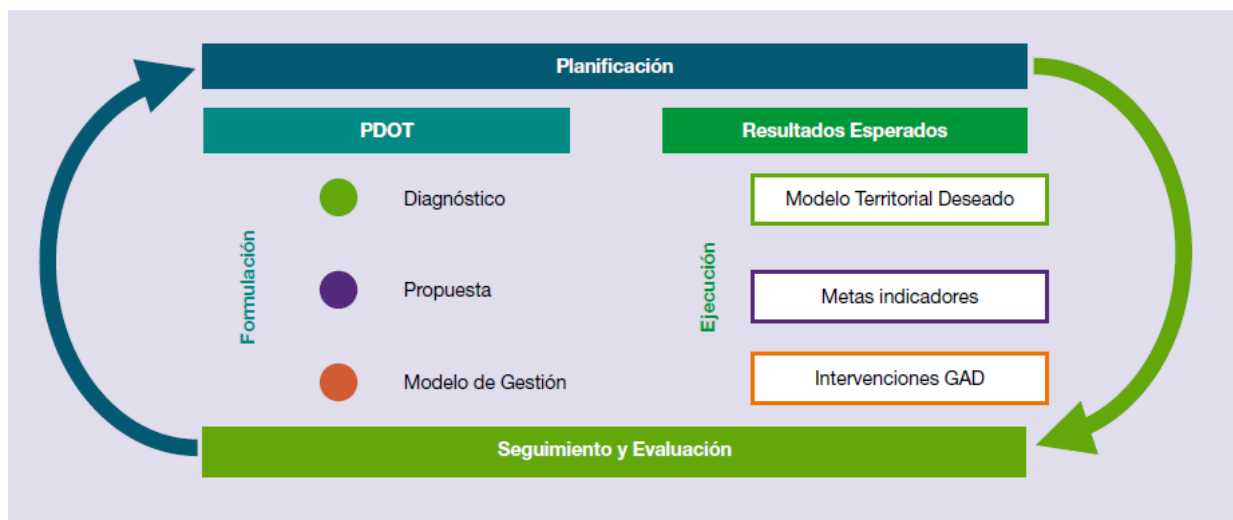 Planificación
PDOT
Resultados Esperados
Formulación
Diagnóstico
Propuesta
Modelo de Gestión
Ejecución
Modelo Territorial Deseado
Metas indicadores
Intervenciones GAD
Seguimiento y Evaluación